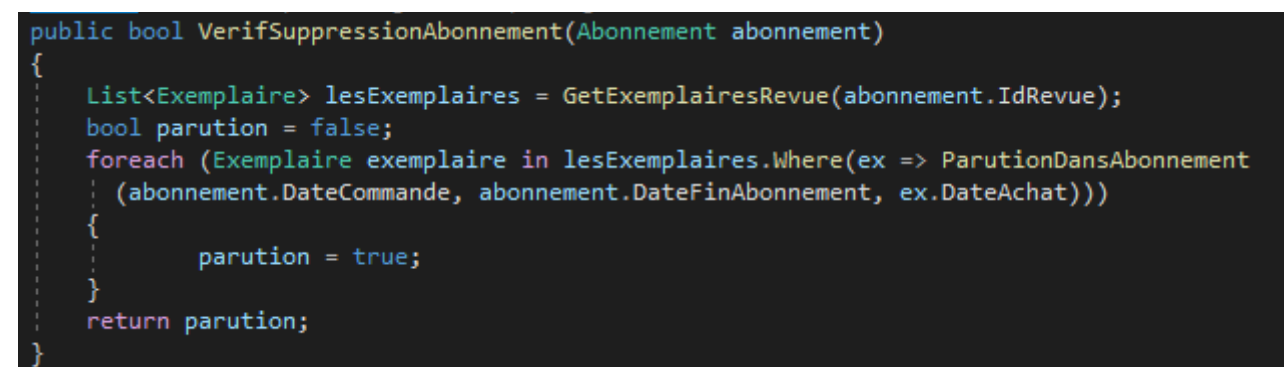 public bool VerifSuppressionAbonnement(Abonnement abonnement)
{
    List<Exemplaire> lesExemplaires = GetExemplairesRevue(abonnement.IdRevue);
    bool parution = false;
    foreach (Exemplaire exemplaire in lesExemplaires.Where(ex => ParutionDansAbonnement
      (abonnement.DateCommande, abonnement.DateFinAbonnement, ex.DateAchat)))
    {
            parution = true;
    }
    return parution;
}